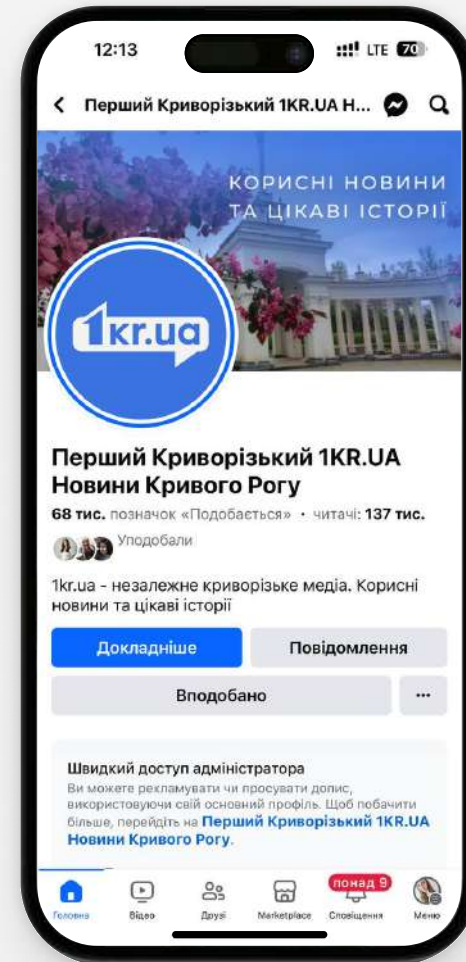 12:13
LTE 70
Перший Криворізький 1KR.UA Н...
КОРИСНІ НОВИНИ
ТА ЦІКАВІ ІСТОРІЇ
1kr.ua
Перший Криворізький 1KR.UA
Новини Кривого Рогу
68 тис. позначок «Подобається» • читачі: 137 тис.
Уподобали
1kr.ua - незалежне криворізьке медіа. Корисні
новини та цікаві історії
Докладніше
Повідомлення
Вподобано
...
Швидкий доступ адміністратора
Ви можете рекламувати чи просувати допис,
використовуючи свій основний профіль. Щоб побачити
більше, перейдіть на Перший Криворізький 1KR.UA
Новини Кривого Рогу.
понад 9
Головна Відео Друзі Marketplace Сповіщення Меню